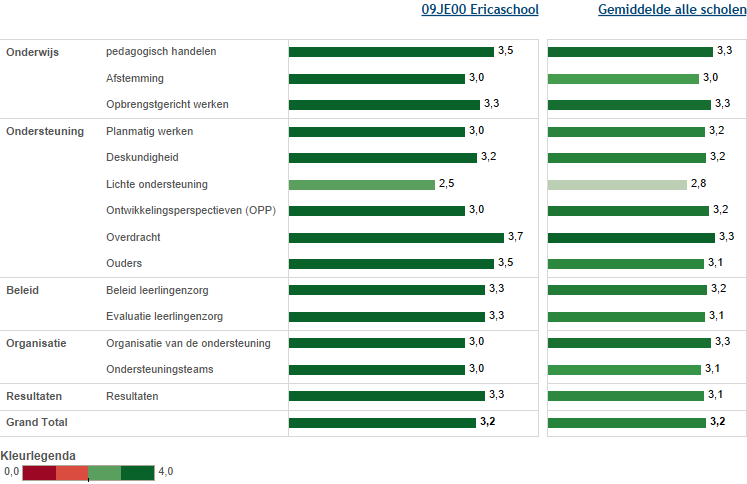 09JE00 Ericaschool Gemiddelde alle scholen
Onderwijs pedagogisch handelen 3,5 3,3
Afstemming 3,0 3,0
Opbrengstgericht werken 3,3 3,3
Ondersteuning Planmatig werken 3,0 3,2
Deskundigheid 3,2 3,2
Lichte ondersteuning 2,5 2,8
Ontwikkelingsperspectieven (OPP) 3,0 3,2
Overdracht 3,7 3,3
Ouders 3,5 3,1
Beleid Beleid leerlingenzorg 3,3 3,2
Evaluatie leerlingenzorg 3,3 3,1
Organisatie Organisatie van de ondersteuning 3,0 3,3
Ondersteuningsteams 3,0 3,1
Resultaten Resultaten 3,3 3,1
Grand Total 3,2 3,2
Kleurlegenda
0,0 4,0